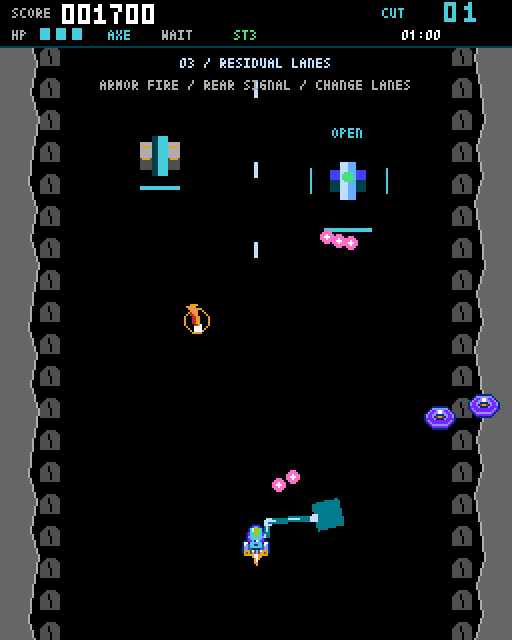 SCORE 001700 CUT 01
HP AXE WAIT ST3 01:00
03 / RESIDUAL LANES
ARMOR FIRE / REAR SIGNAL / CHANGE LANES
OPEN